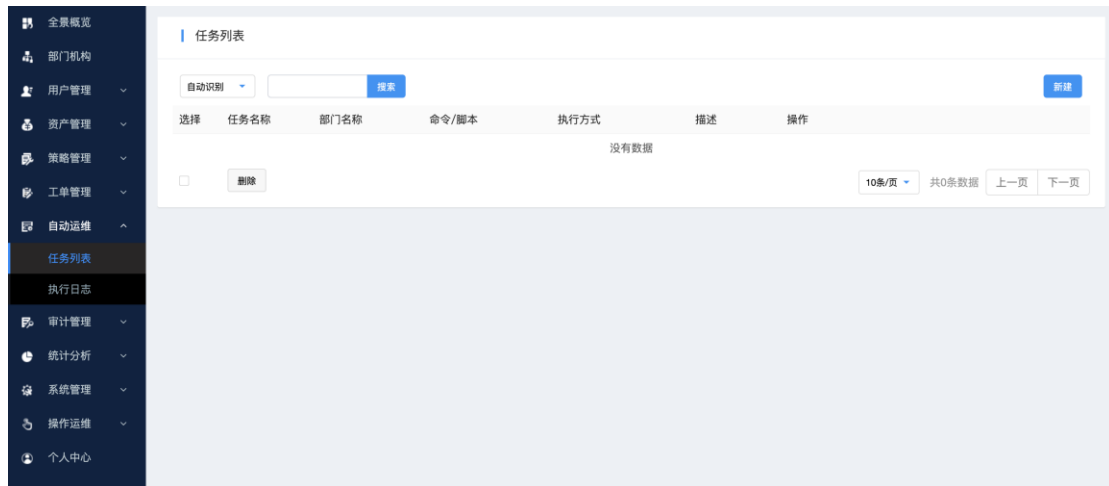 全景概览
部门机构
用户管理
资产管理
策略管理
工单管理
自动运维
任务列表
执行日志
审计管理
统计分析
系统管理
操作运维
个人中心
任务列表
自动识别 搜索 新建
选择 任务名称 部门名称 命令/脚本 执行方式 描述 操作
没有数据
删除 10条/页 共0条数据 上一页 下一页